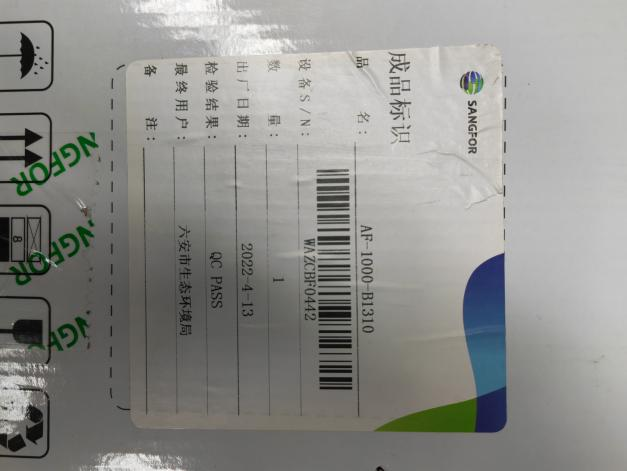 SANGFOR
成品标识
品 名：
AF-1000-B1310
设备S/N：
WAZCBF0442
数 量：
1
出厂日期：
2022-4-13
检验结果：
QC PASS
最终用户：
六安市生态环境局
备 注：
NGFOR
NGFOR
NGFOR
8